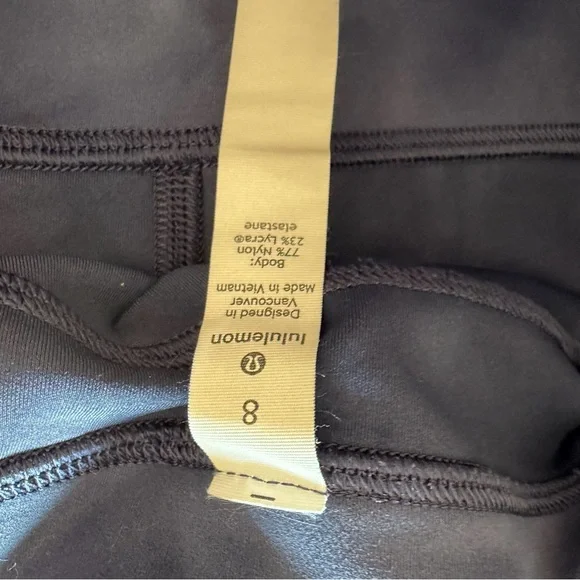 8
lululemon
Designed in
Vancouver
Made in Vietnam
Body:
77% Nylon
23% Lycra®
elastane